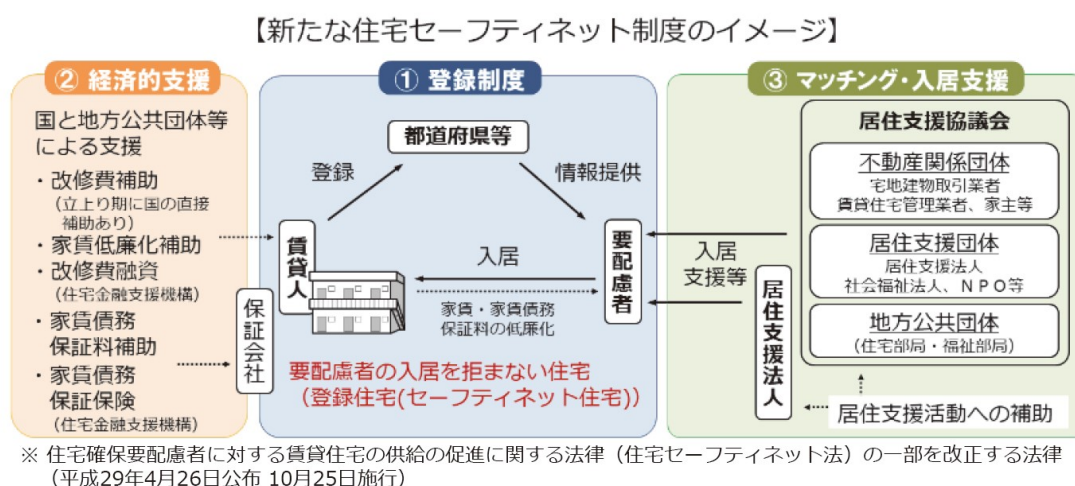 【新たな住宅セーフティネット制度のイメージ】
② 経済的支援
国と地方公共団体等
による支援
・改修費補助
(立上り期に国の直接
補助あり)
・家賃低廉化補助
・改修費融資
(住宅金融支援機構)
・家賃債務
保証料補助
・家賃債務
保証保険
(住宅金融支援機構)
① 登録制度
都道府県等
登録
情報提供
賃貸人
入居
要配慮者
家賃・家賃債務
保証料の低廉化
保証会社
要配慮者の入居を拒まない住宅
（登録住宅(セーフティネット住宅)）
③ マッチング・入居支援
居住支援協議会
不動産関係団体
宅地建物取引業者
賃貸住宅管理業者、家主等
居住支援団体
居住支援法人
社会福祉法人、ＮＰＯ等
地方公共団体
(住宅部局・福祉部局)
入居
支援等
居住支援法人
居住支援活動への補助
※ 住宅確保要配慮者に対する賃貸住宅の供給の促進に関する法律（住宅セーフティネット法）の一部を改正する法律
（平成29年4月26日公布 10月25日施行）